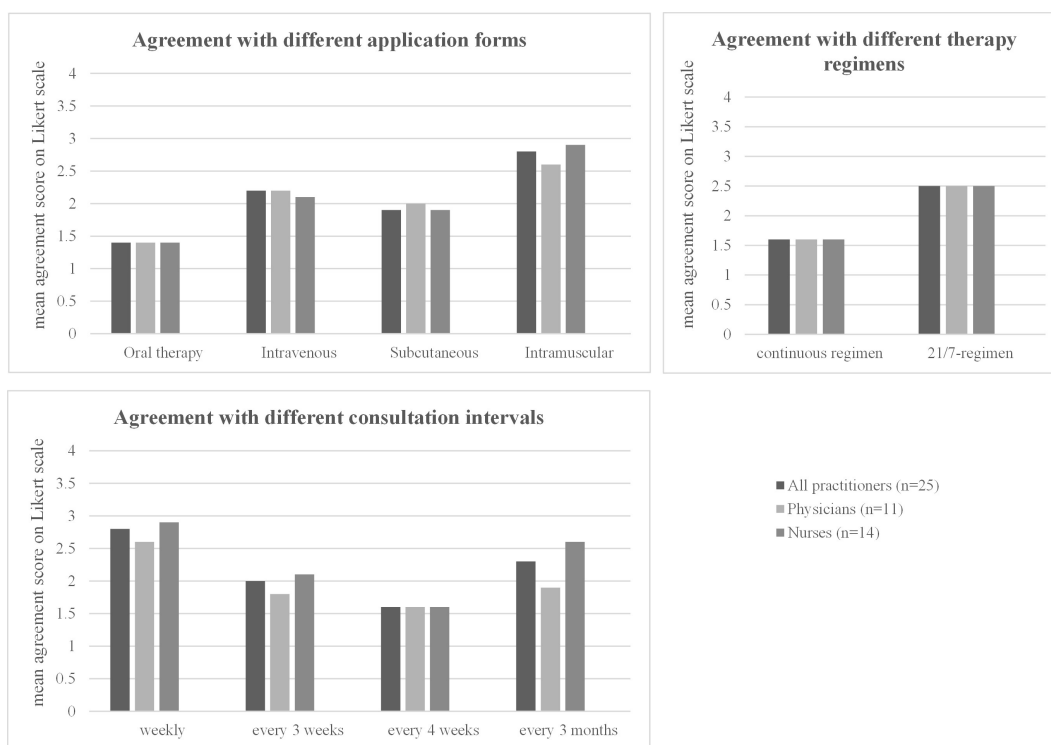 Agreement with different application forms
mean agreement score on Likert scale
4
3.5
3
2.5
2
1.5
1
0.5
0
Oral therapy
Intravenous
Subcutaneous
Intramuscular
Agreement with different therapy
regimens
mean agreement score on Likert scale
4
3.5
3
2.5
2
1.5
1
0.5
0
continuous regimen
21/7-regimen
Agreement with different consultation intervals
mean agreement score on Likert scale
4
3.5
3
2.5
2
1.5
1
0.5
0
weekly
every 3 weeks
every 4 weeks
every 3 months
All practitioners (n=25)
Physicians (n=11)
Nurses (n=14)